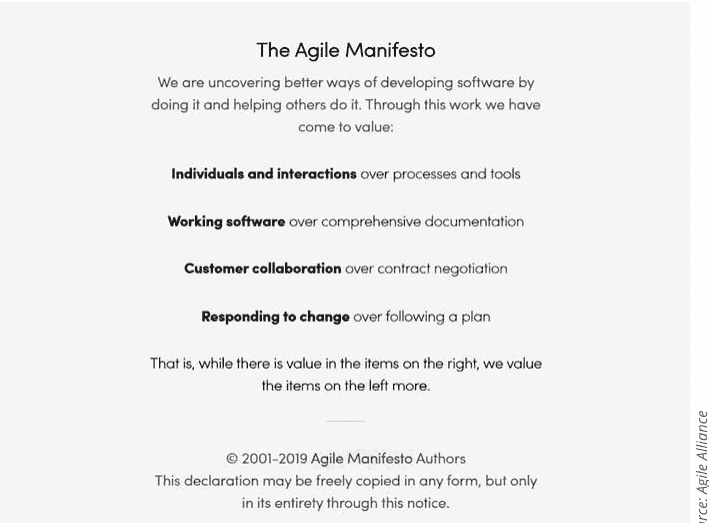 The Agile Manifesto
We are uncovering better ways of developing software by
doing it and helping others do it. Through this work we have
come to value:
Individuals and interactions over processes and tools
Working software over comprehensive documentation
Customer collaboration over contract negotiation
Responding to change over following a plan
That is, while there is value in the items on the right, we value
the items on the left more.
© 2001-2019 Agile Manifesto Authors
This declaration may be freely copied in any form, but only
in its entirety through this notice.
Agile Alliance